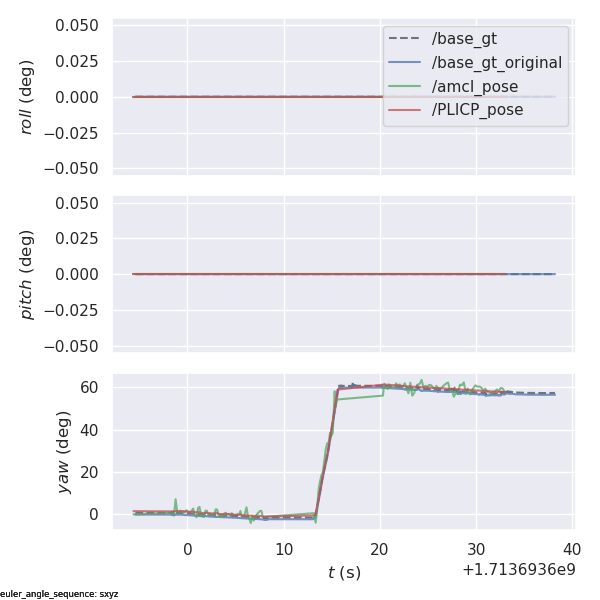 0.050
0.025
0.000
−0.025
−0.050
roll (deg)
/base_gt
/base_gt_original
/amcl_pose
/PLICP_pose
0.050
0.025
0.000
−0.025
−0.050
pitch (deg)
60
40
20
0
yaw (deg)
0 10 20 30 40
t (s)
+1.7136936e9
euler_angle_sequence: sxyz